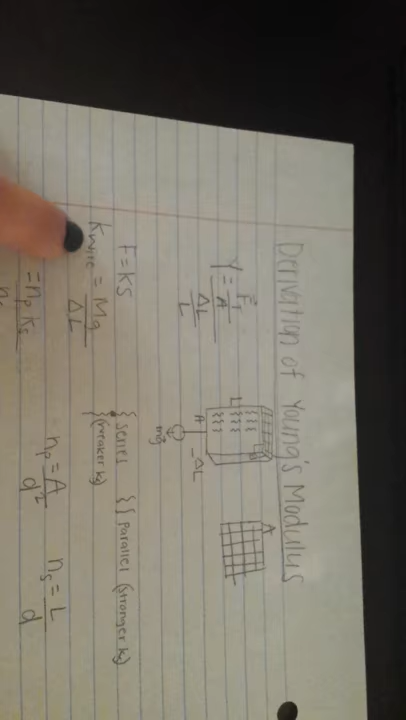 Derivation of Young's Modulus
Y = F/A
ΔL
L
A
L
A
-ΔL
mg
F = Ks
{ series }} parallel (stronger ks)
{ (weaker ks)
Kwire = Mg
ΔL
= np ks
np = A
d²
ns = L
d